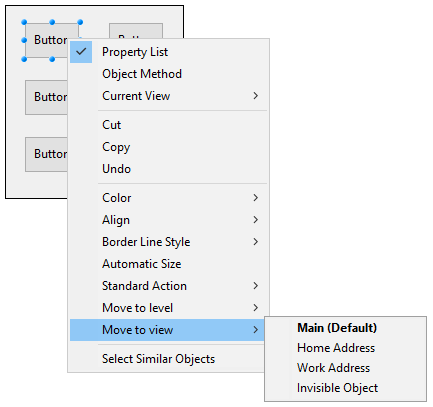 Button
Button
Property List
Object Method
Current View
Button
Cut
Copy
Undo
Button
Color
Align
Border Line Style
Automatic Size
Standard Action
Move to level
Move to view
Main (Default)
Home Address
Select Similar Objects
Work Address
Invisible Object